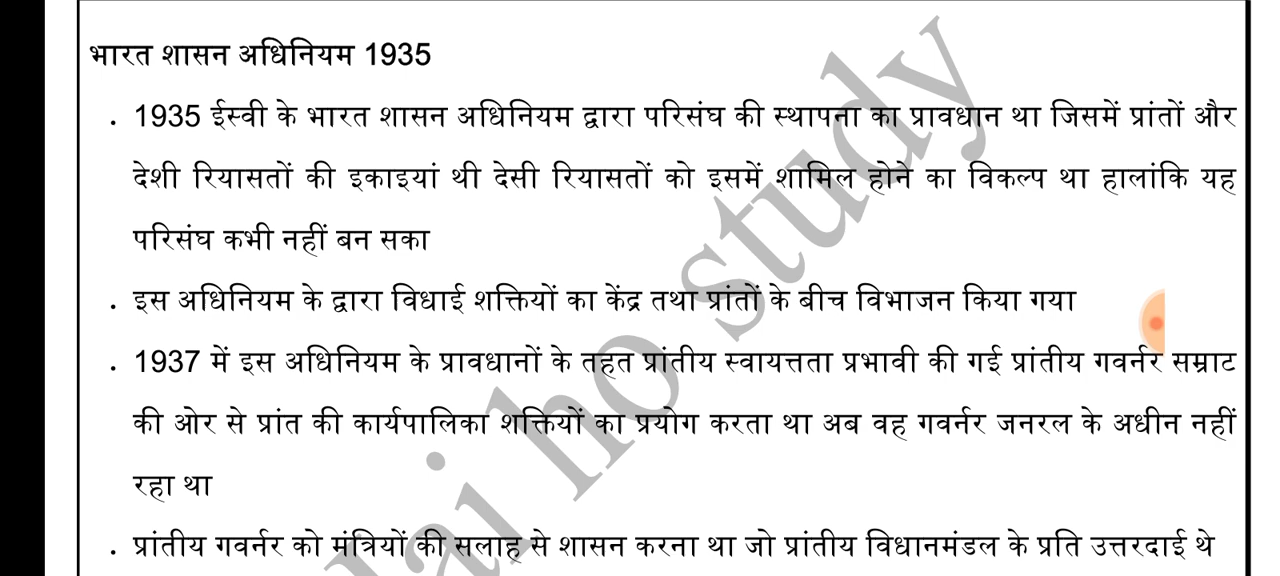 भारत शासन अधिनियम 1935
. 1935 ईस्वी के भारत शासन अधिनियम द्वारा परिसंघ की स्थापना का प्रावधान था जिसमें प्रांतों और
देशी रियासतों की इकाइयां थी देसी रियासतों को इसमें शामिल होने का विकल्प था हालांकि यह
परिसंघ कभी नहीं बन सका
. इस अधिनियम के द्वारा विधाई शक्तियों का केंद्र तथा प्रांतों के बीच विभाजन किया गया
. 1937 में इस अधिनियम के प्रावधानों के तहत प्रांतीय स्वायत्तता प्रभावी की गई प्रांतीय गवर्नर सम्राट
की ओर से प्रांत की कार्यपालिका शक्तियों का प्रयोग करता था अब वह गवर्नर जनरल के अधीन नहीं
रहा था
. प्रांतीय गवर्नर को मंत्रियों की सलाह से शासन करना था जो प्रांतीय विधानमंडल के प्रति उत्तरदाई थे
ho study